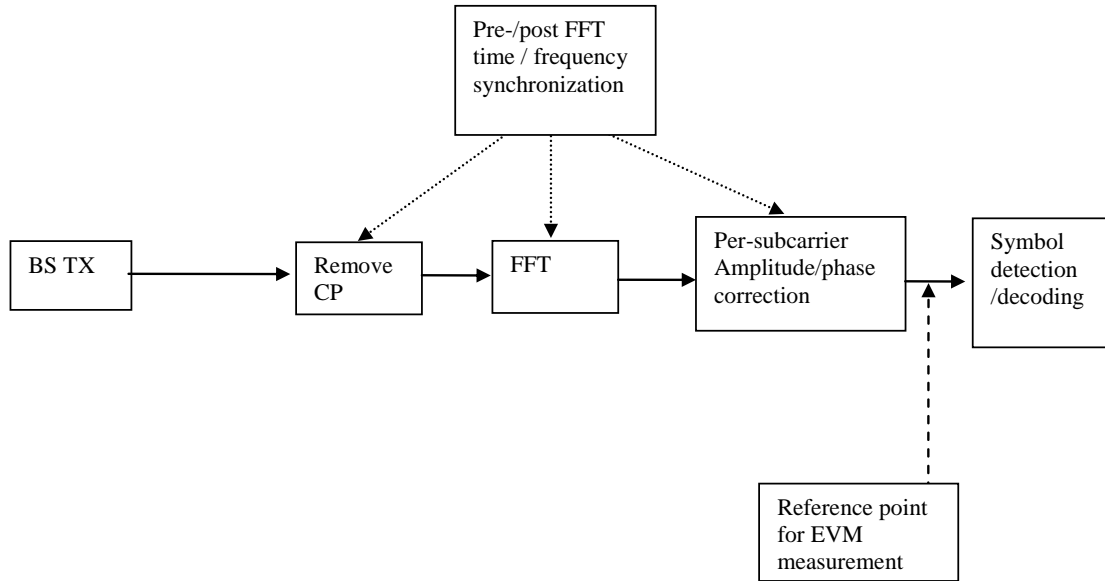 Pre-/post FFT
time / frequency
synchronization
BS TX
Remove
CP
FFT
Per-subcarrier
Amplitude/phase
correction
Symbol
detection
/decoding
Reference point
for EVM
measurement